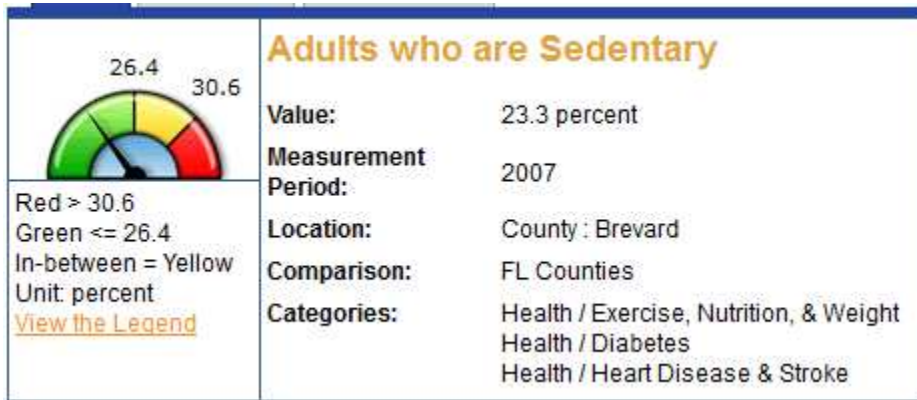 26.4
30.6
Red > 30.6
Green <= 26.4
In-between = Yellow
Unit: percent
View the Legend
Adults who are Sedentary
Value: 23.3 percent
Measurement
Period: 2007
Location: County : Brevard
Comparison: FL Counties
Categories: Health / Exercise, Nutrition, & Weight
Health / Diabetes
Health / Heart Disease & Stroke